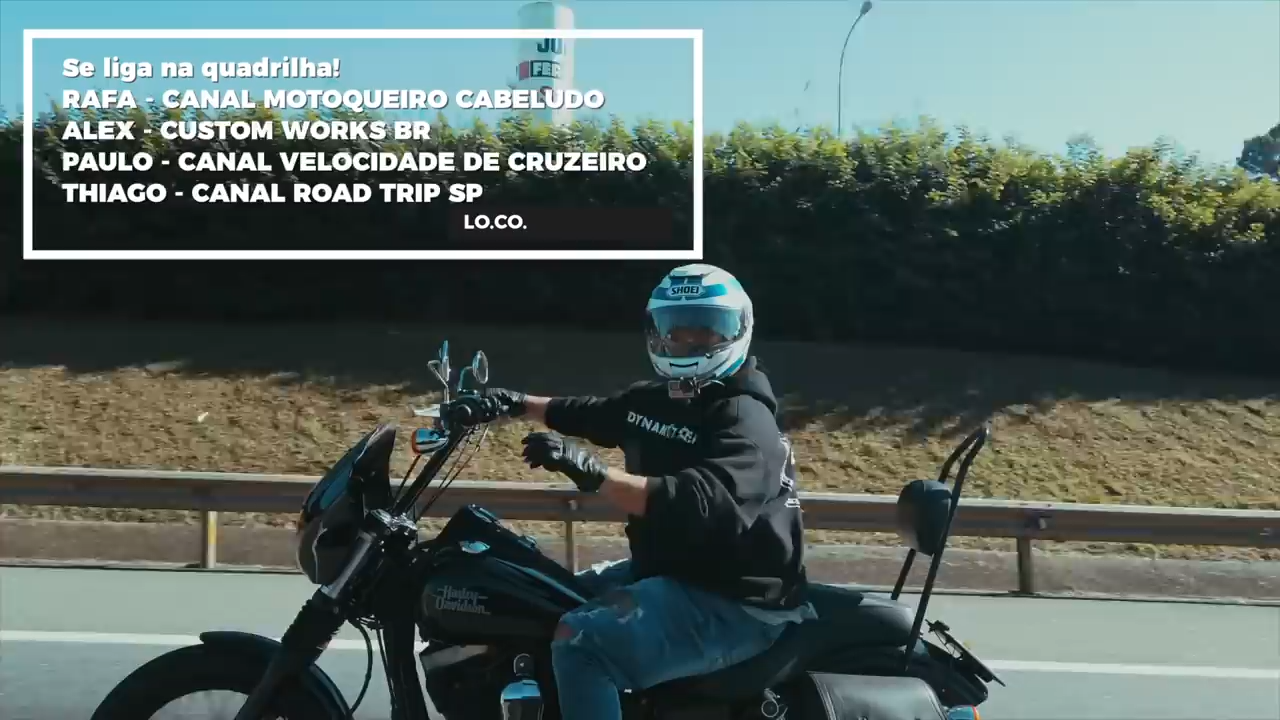 Se liga na quadrilha!
RAFA - CANAL MOTOQUEIRO CABELUDO
ALEX - CUSTOM WORKS BR
PAULO - CANAL VELOCIDADE DE CRUZEIRO
THIAGO - CANAL ROAD TRIP SP
LO.CO.
SHOEI
Harley-
Davidson